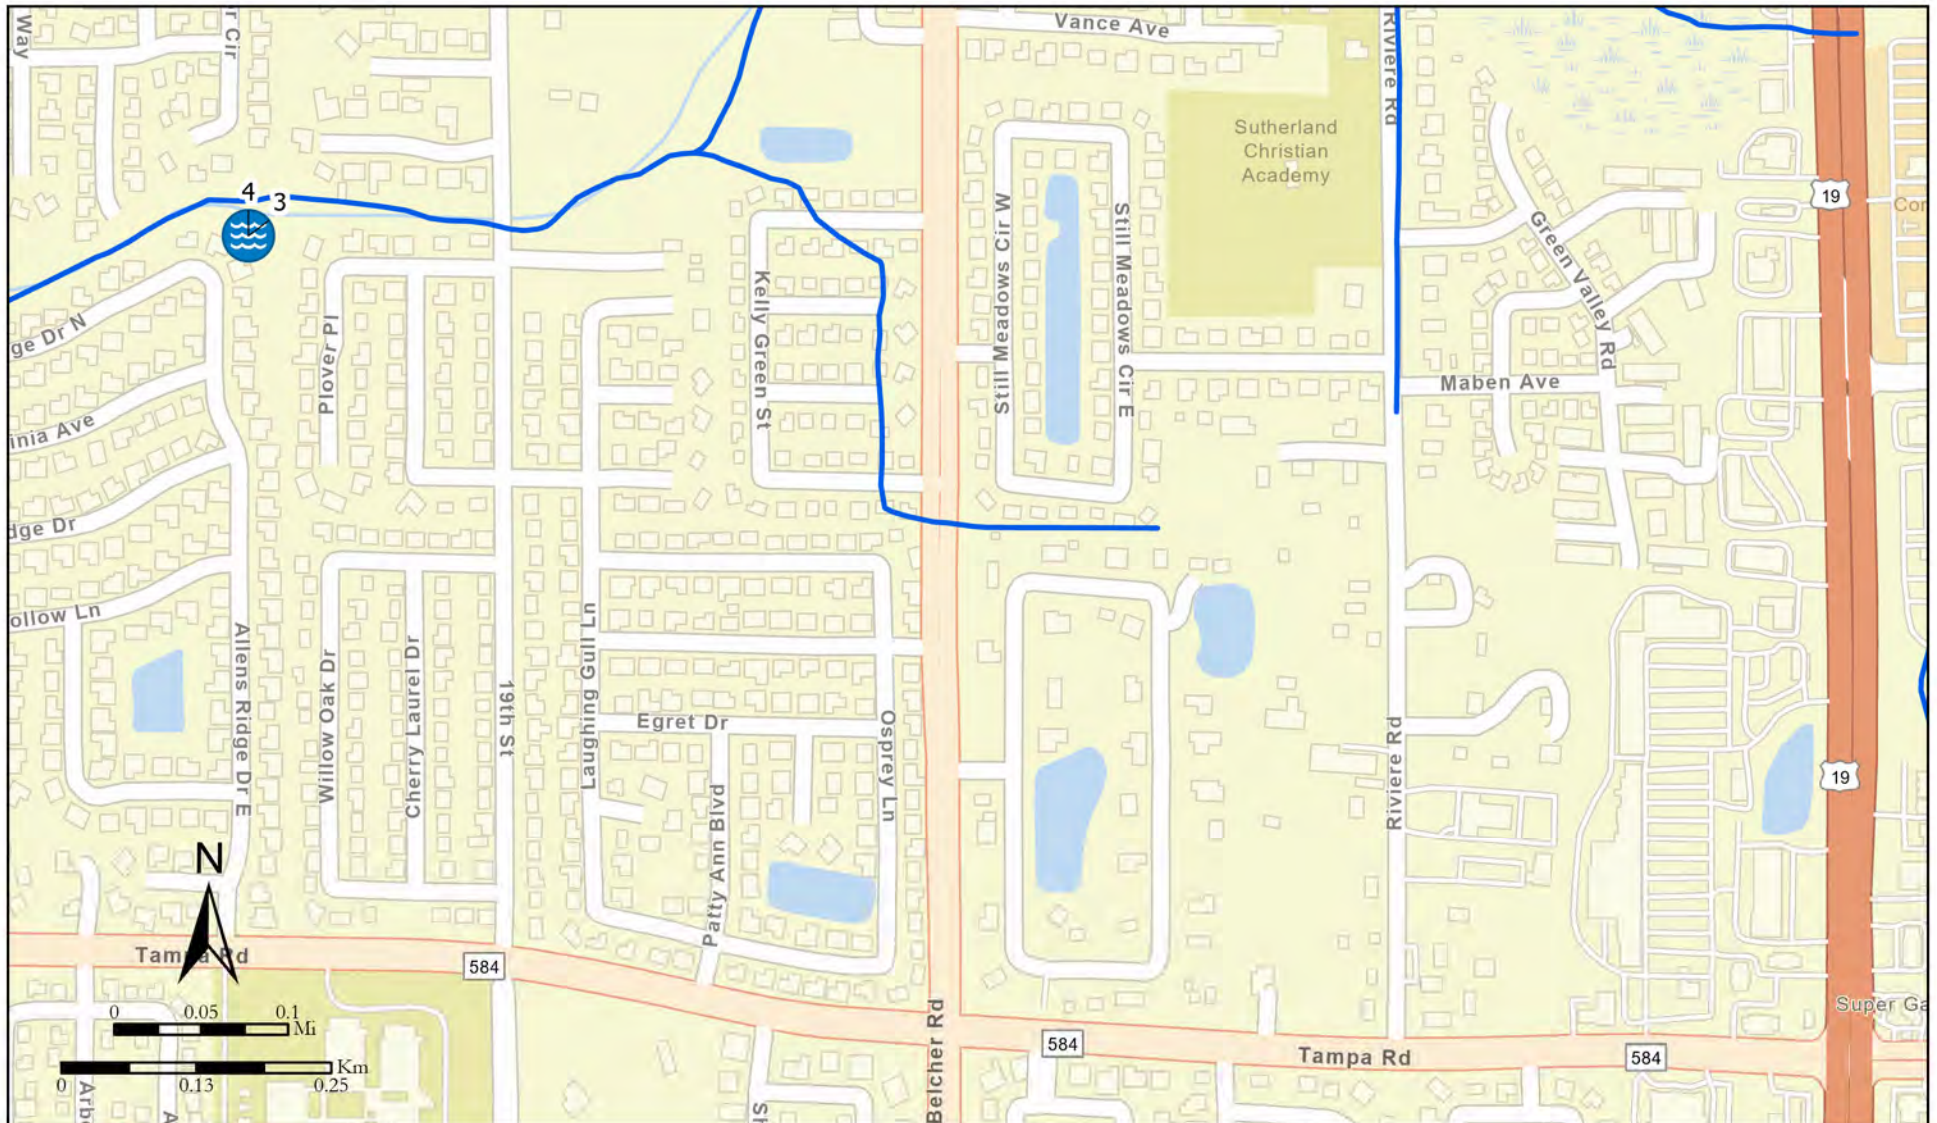 Way
r Cir
Vance Ave
Riviere Rd
Sutherland
Christian
Academy
19
Cor
4
3
Still Meadows Cir W
Still Meadows Cir E
Green Valley Rd
Kelly Green St
ge Dr N
Plover Pl
Maben Ave
inia Ave
dge Dr
ollow Ln
Allens Ridge Dr E
Willow Oak Dr
Cherry Laurel Dr
19th St
Laughing Gull Ln
Egret Dr
Osprey Ln
Patty Ann Blvd
Riviere Rd
19
N
Tampa Rd
584
Belcher Rd
Super Ga
0 0.05 0.1
Mi
Km
0 0.13 0.25
584
Tampa Rd
584
Arb
A
St